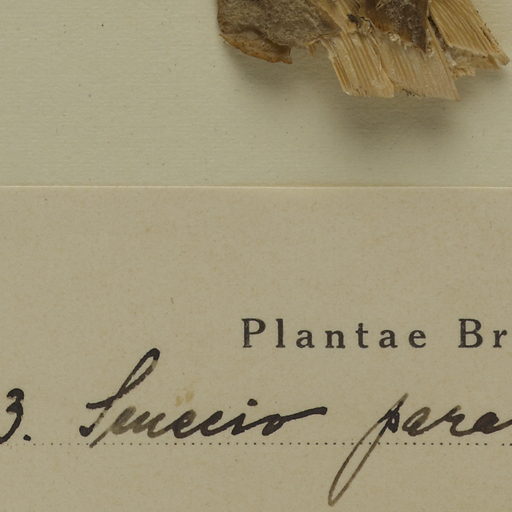 Plantae Br
3. Senecio para